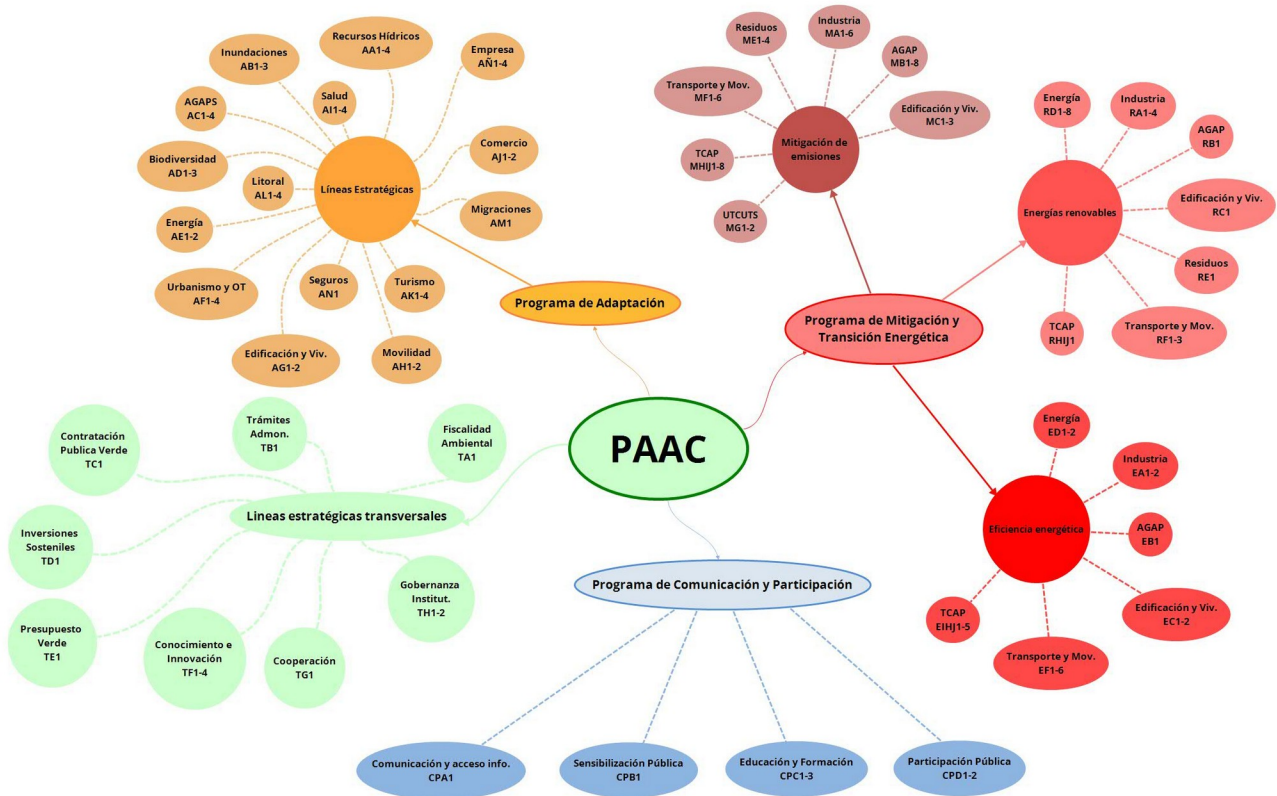 Recursos Hídricos
AA1-4
Inundaciones
AB1-3
Empresa
AÑ1-4
AGAPS
AC1-4
Salud
AI1-4
Biodiversidad
AD1-3
Líneas Estratégicas
Comercio
AJ1-2
Litoral
AL1-4
Energía
AE1-2
Migraciones
AM1
Urbanismo y OT
AF1-4
Seguros
AN1
Turismo
AK1-4
Edificación y Viv.
AG1-2
Movilidad
AH1-2
Programa de Adaptación
Residuos
ME1-4
Industria
MA1-6
AGAP
MB1-8
Transporte y Mov.
MF1-6
Edificación y Viv.
MC1-3
Mitigación de
emisiones
TCAP
MHIJ1-8
UTCUTS
MG1-2
Energía
RD1-8
Industria
RA1-4
AGAP
RB1
Energías renovables
Edificación y Viv.
RC1
Residuos
RE1
TCAP
RHIJ1
Transporte y Mov.
RF1-3
Programa de Mitigación y
Transición Energética
PAAC
Energía
ED1-2
Industria
EA1-2
Eficiencia energética
AGAP
EB1
Edificación y Viv.
EC1-2
TCAP
EIHJ1-5
Transporte y Mov.
EF1-6
Contratación
Publica Verde
TC1
Trámites
Admon.
TB1
Fiscalidad
Ambiental
TA1
Lineas estratégicas transversales
Inversiones
Sosteniles
TD1
Presupuesto
Verde
TE1
Conocimiento e
Innovación
TF1-4
Cooperación
TG1
Gobernanza
Institut.
TH1-2
Programa de Comunicación y Participación
Comunicación y acceso info.
CPA1
Sensibilización Pública
CPB1
Educación y Formación
CPC1-3
Participación Pública
CPD1-2